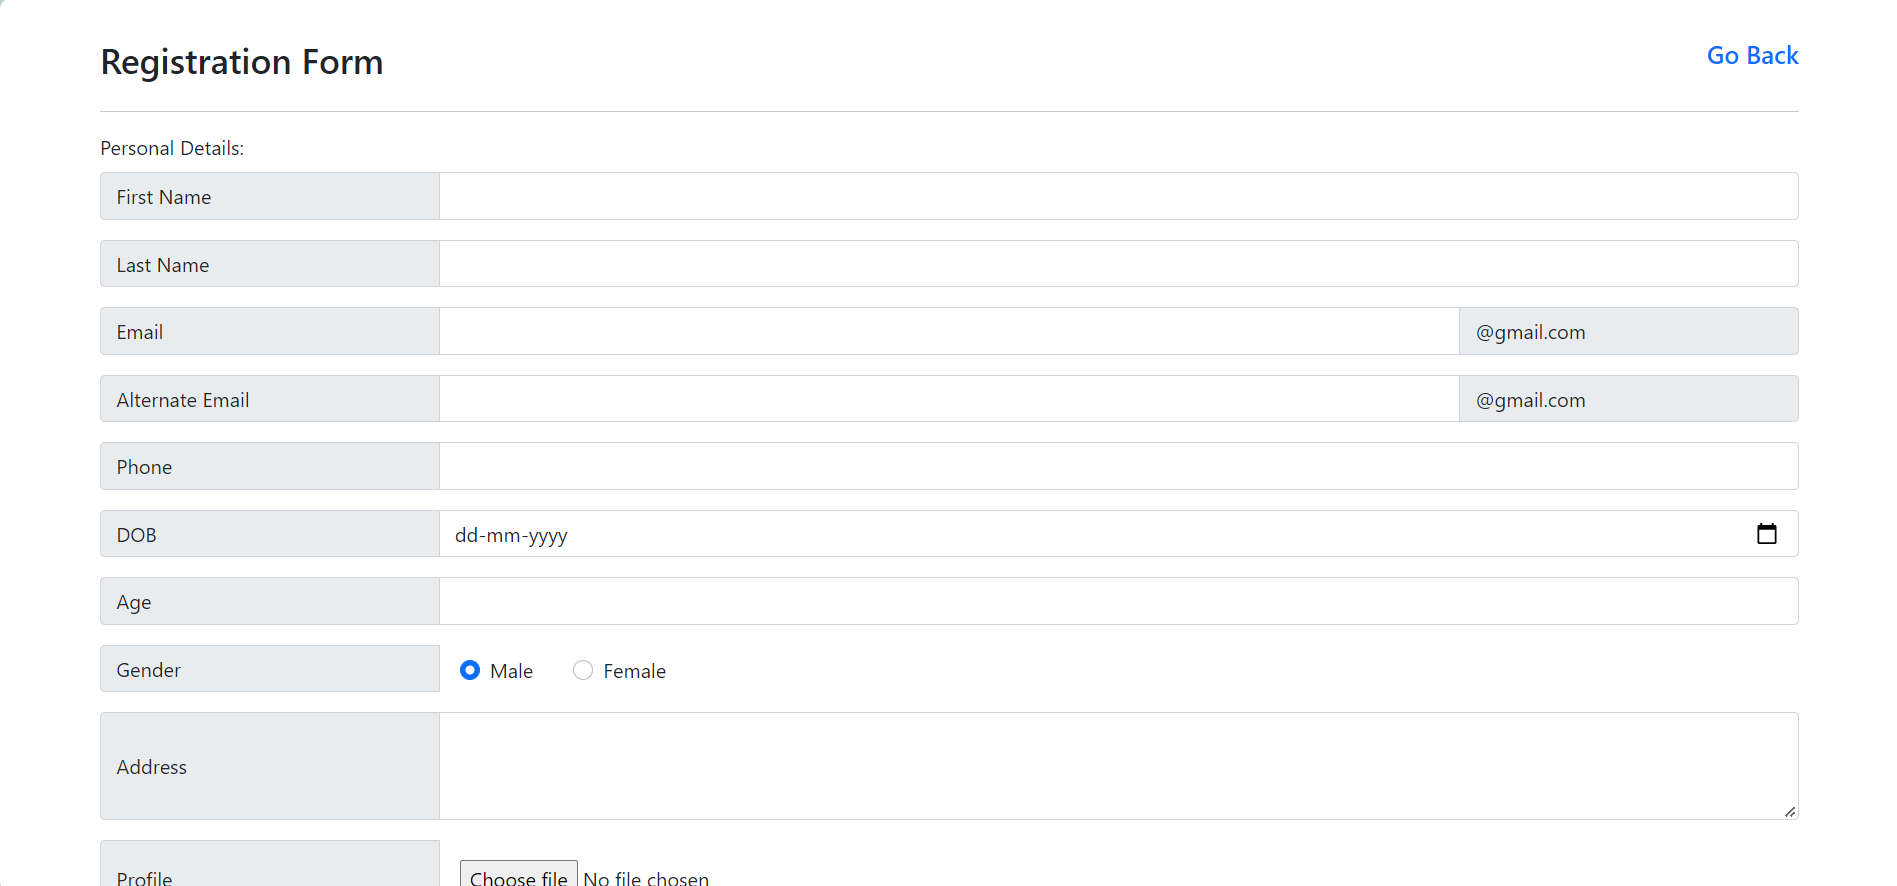 Registration Form
Go Back
Personal Details:
First Name
Last Name
Email @gmail.com
Alternate Email @gmail.com
Phone
DOB dd-mm-yyyy
Age
Gender Male Female
Address
Profile Choose file No file chosen